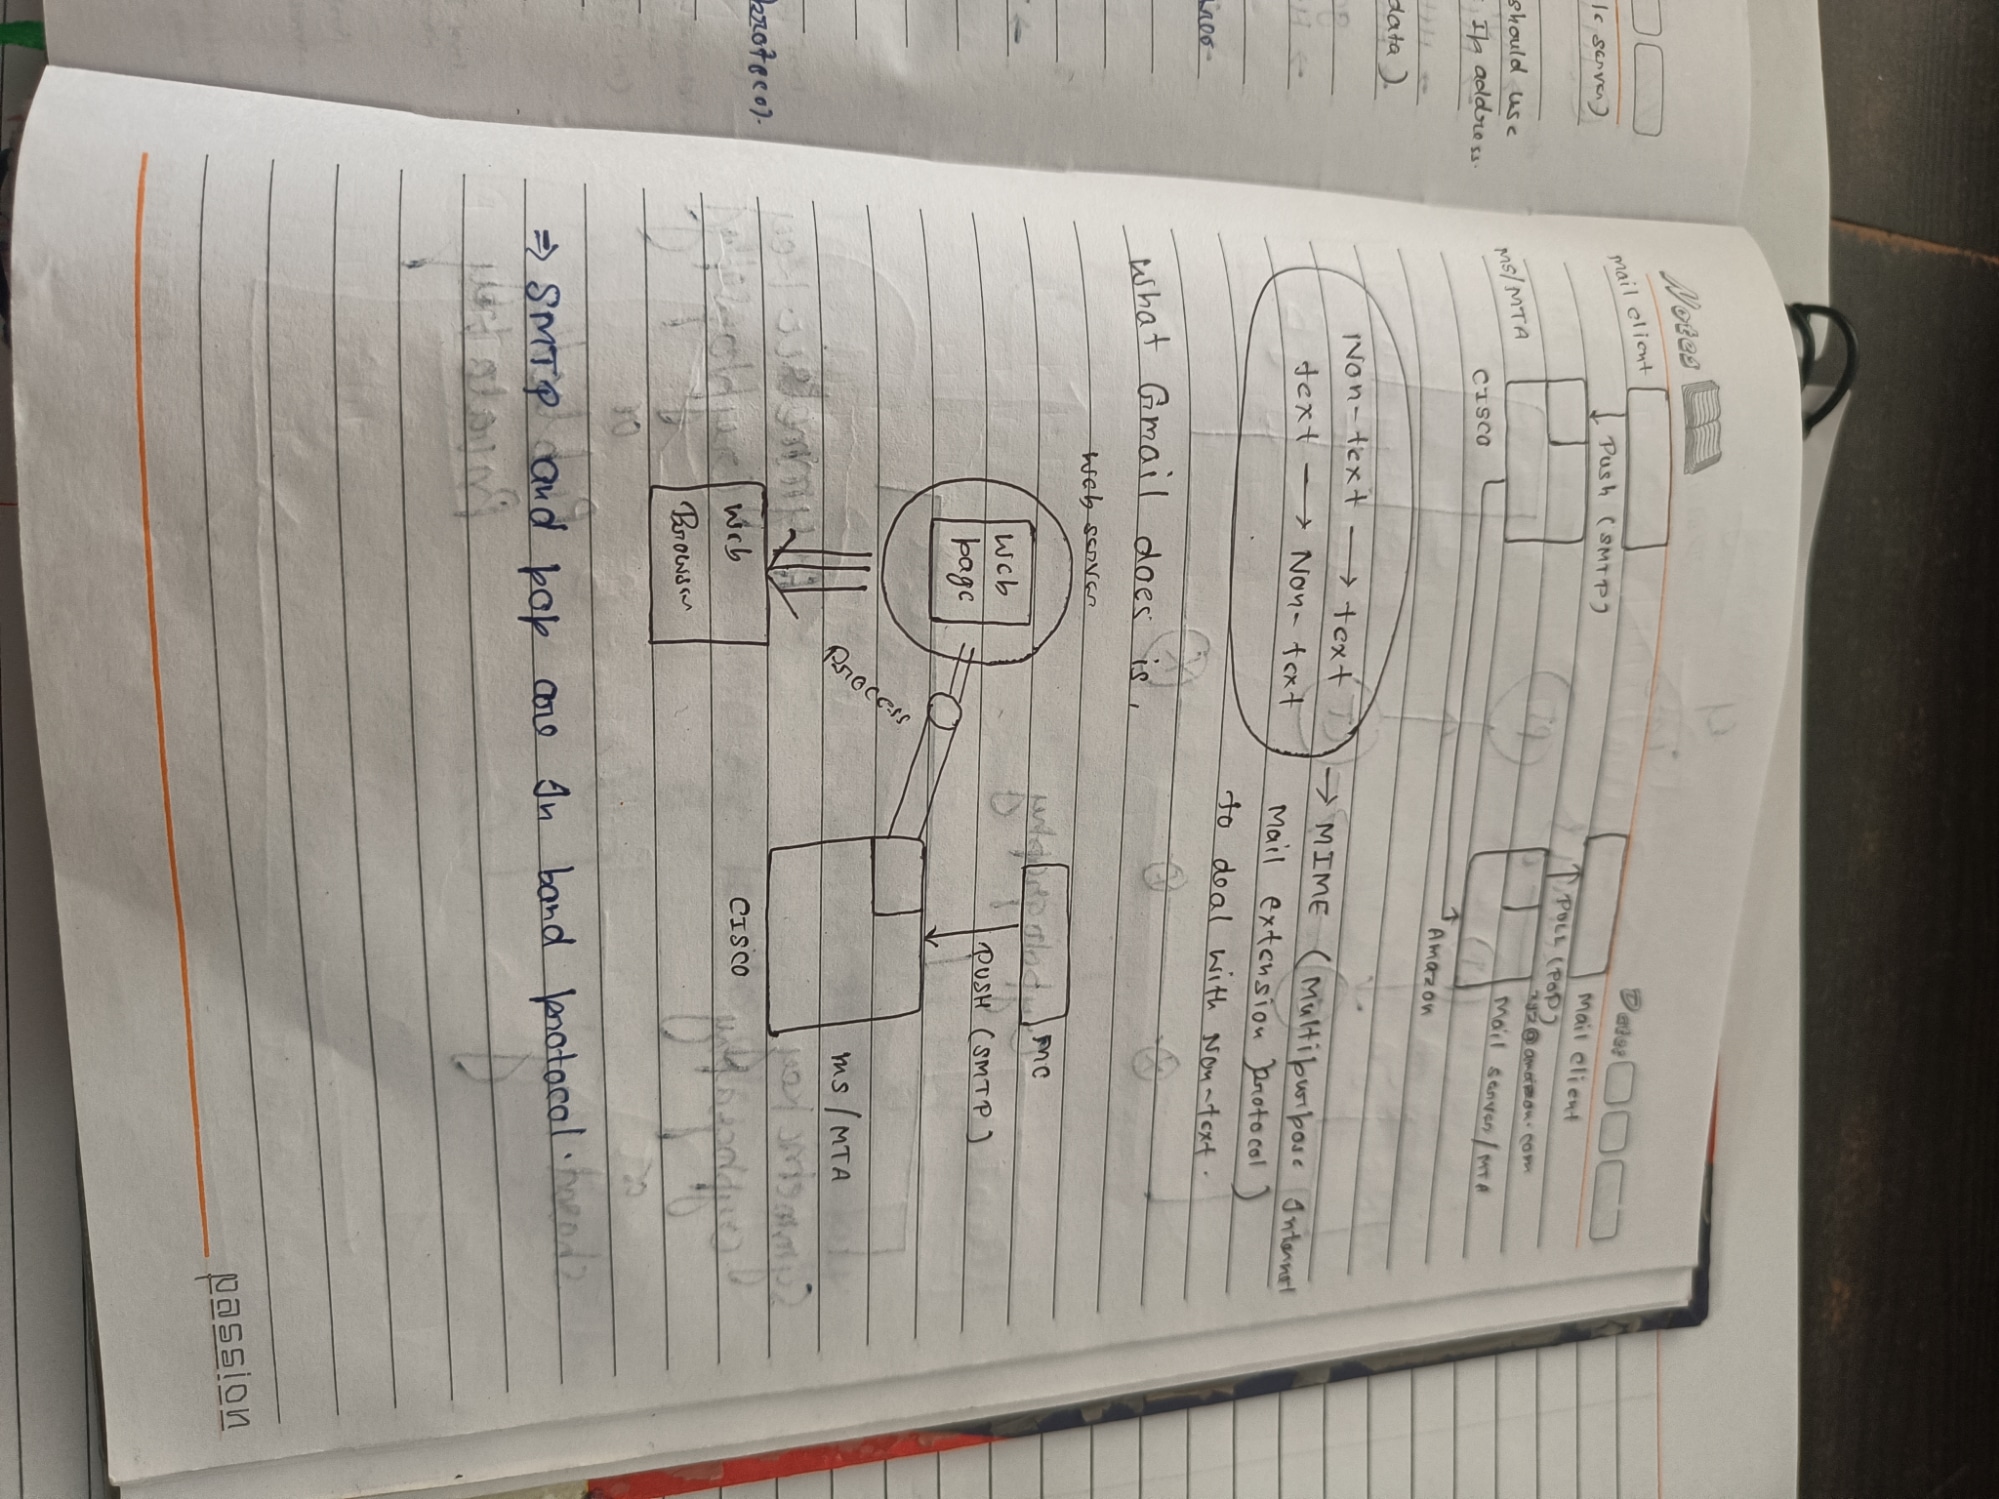 Notes
Date:
Mail client
Push (SMTP)
MS/MTA
CISCO
Mail client
POLL (POP)
xyz@amazon.com
Mail server/MTA
Amazon
Non-text → text
text → Non-text
→ MIME (Multipurpose Internet
Mail extension protocol)
to deal with Non-text.
What Gmail does is,
Web server
Web
page
Process
MC
PUSH (SMTP)
MS/MTA
CISCO
Web
Browser
⇒ SMTP and pop are In band protocol.
passion
server)
should use
Ip address.
data).
protocol.